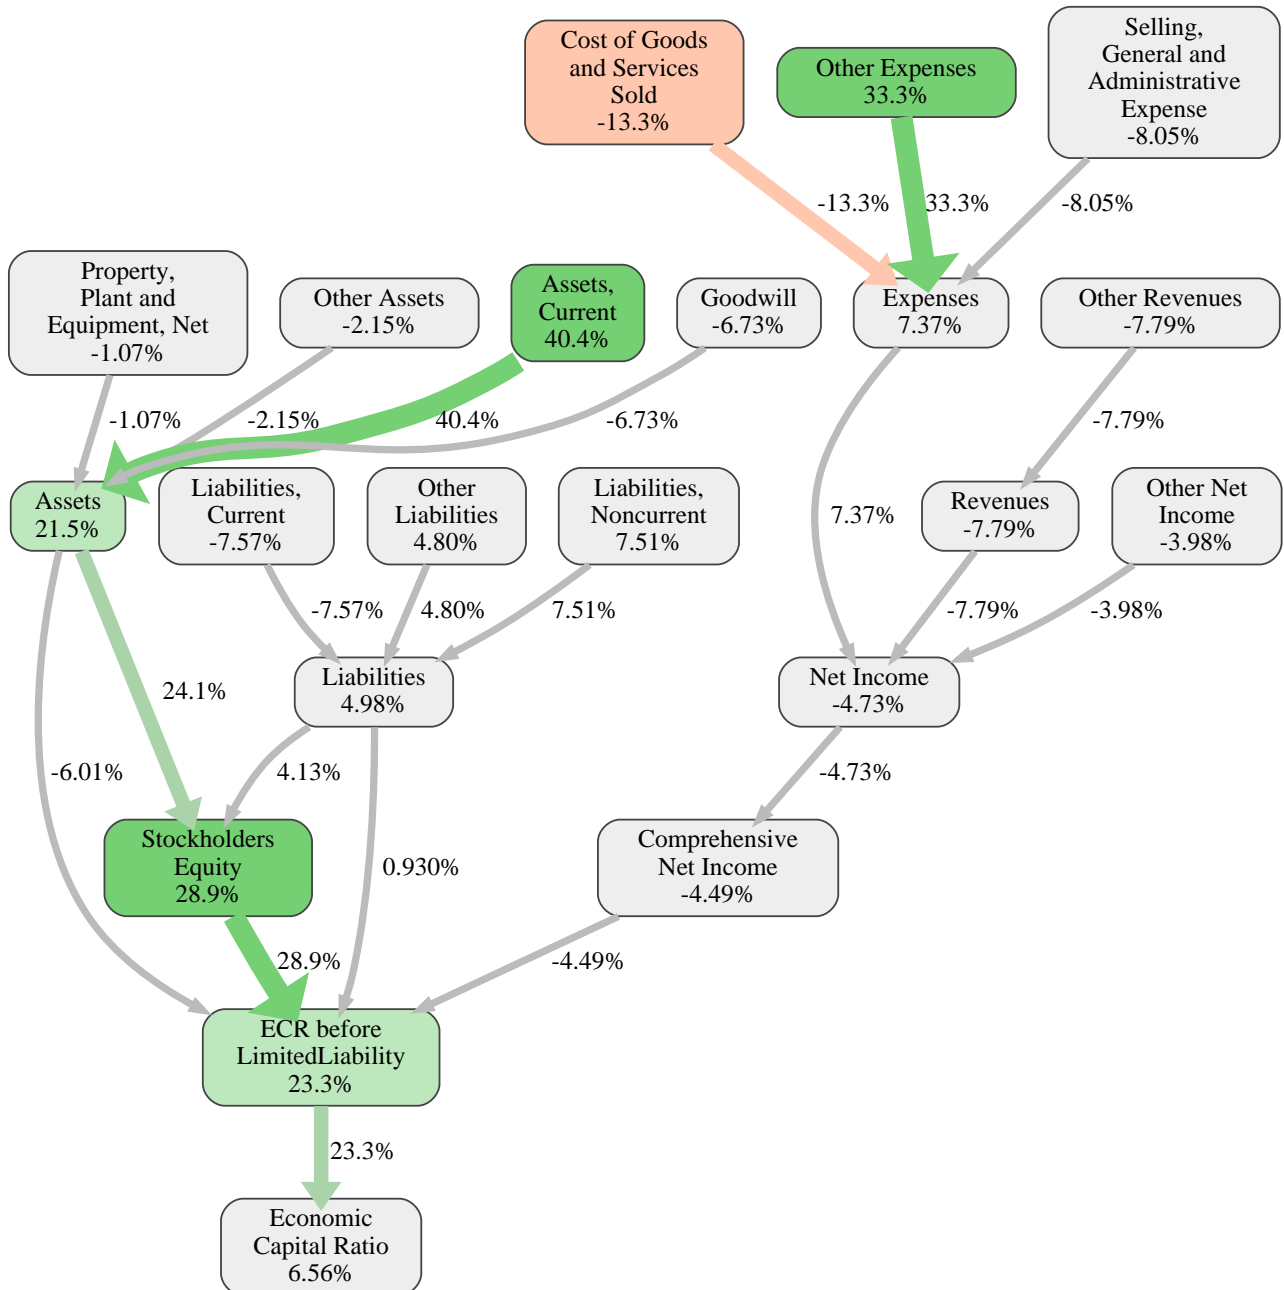 Cost of Goods
and Services
Sold
-13.3%
Other Expenses
33.3%
Selling,
General and
Administrative
Expense
-8.05%
-13.3%
33.3%
-8.05%
Property,
Plant and
Equipment, Net
-1.07%
Other Assets
-2.15%
Assets,
Current
40.4%
Goodwill
-6.73%
Expenses
7.37%
Other Revenues
-7.79%
-1.07%
-2.15%
40.4%
-6.73%
-7.79%
Assets
21.5%
Liabilities,
Current
-7.57%
Other
Liabilities
4.80%
Liabilities,
Noncurrent
7.51%
7.37%
Revenues
-7.79%
Other Net
Income
-3.98%
-7.57%
4.80%
7.51%
-7.79%
-3.98%
24.1%
Liabilities
4.98%
Net Income
-4.73%
-6.01%
4.13%
-4.73%
Stockholders
Equity
28.9%
0.930%
Comprehensive
Net Income
-4.49%
28.9%
-4.49%
ECR before
LimitedLiability
23.3%
23.3%
Economic
Capital Ratio
6.56%